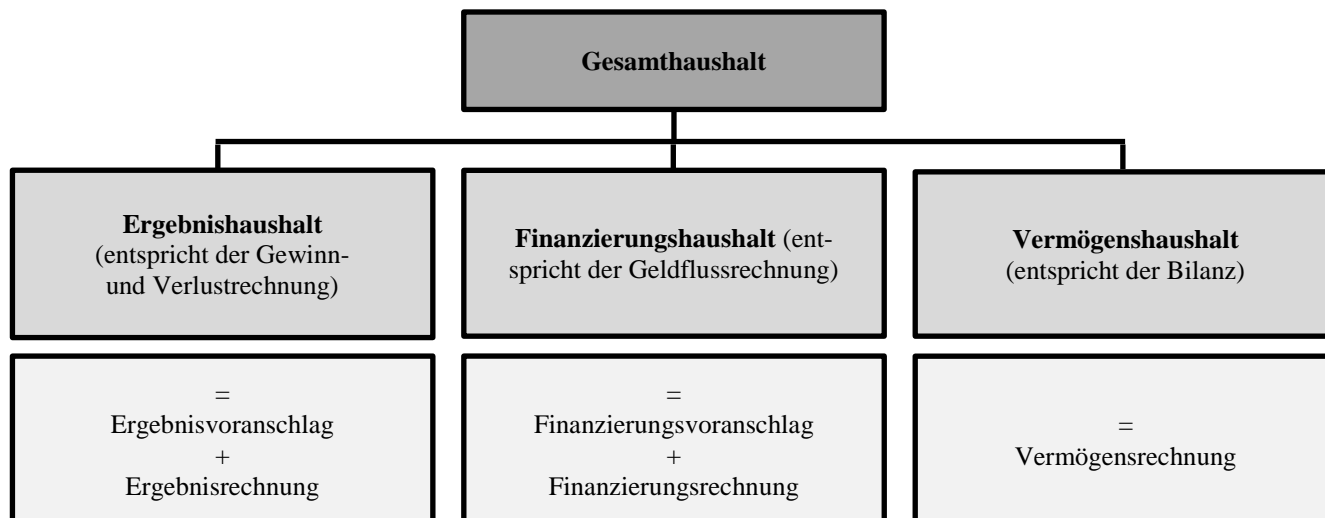 Gesamthaushalt
Ergebnishaushalt
(entspricht der Gewinn-
und Verlustrechnung)
Finanzierungshaushalt (ent-
spricht der Geldflussrechnung)
Vermögenshaushalt
(entspricht der Bilanz)
=
Ergebnisvoranschlag
+
Ergebnisrechnung
=
Finanzierungsvoranschlag
+
Finanzierungsrechnung
=
Vermögensrechnung